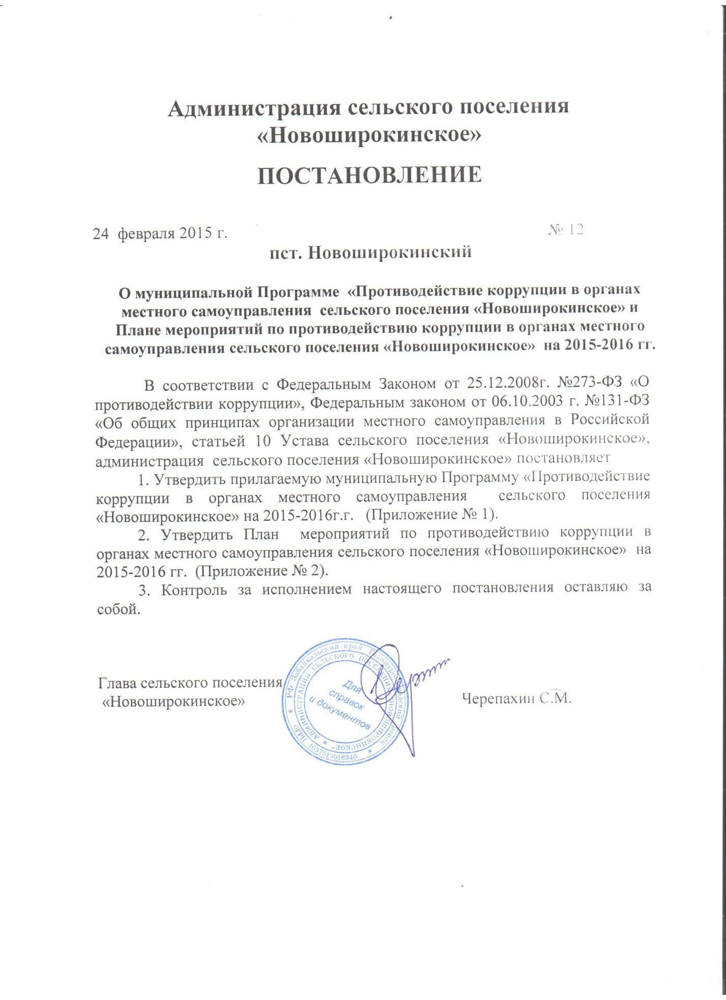 Администрация сельского поселения
«Новоширокинское»
ПОСТАНОВЛЕНИЕ
24 февраля 2015 г. № 12
пст. Новоширокинский
О муниципальной Программе «Противодействие коррупции в органах
местного самоуправления сельского поселения «Новоширокинское» и
Плане мероприятий по противодействию коррупции в органах местного
самоуправления сельского поселения «Новоширокинское» на 2015-2016 гг.
В соответствии с Федеральным Законом от 25.12.2008г. №273-ФЗ «О
противодействии коррупции», Федеральным законом от 06.10.2003 г. №131-ФЗ
«Об общих принципах организации местного самоуправления в Российской
Федерации», статьей 10 Устава сельского поселения «Новоширокинское»,
администрация сельского поселения «Новоширокинское» постановляет
1. Утвердить прилагаемую муниципальную Программу «Противодействие
коррупции в органах местного самоуправления сельского поселения
«Новоширокинское» на 2015-2016г.г. (Приложение № 1).
2. Утвердить План мероприятий по противодействию коррупции в
органах местного самоуправления сельского поселения «Новоширокинское» на
2015-2016 гг. (Приложение № 2).
3. Контроль за исполнением настоящего постановления оставляю за
собой.
Глава сельского поселения
«Новоширокинское» Черепахин С.М.
РФ Забайкальский край район
ОГРН 1057513016340
АДМИНИСТРАЦИЯ СЕЛЬСКОГО ПОСЕЛЕНИЯ "НОВОШИРОКИНСКОЕ"
Для
справок
и документов